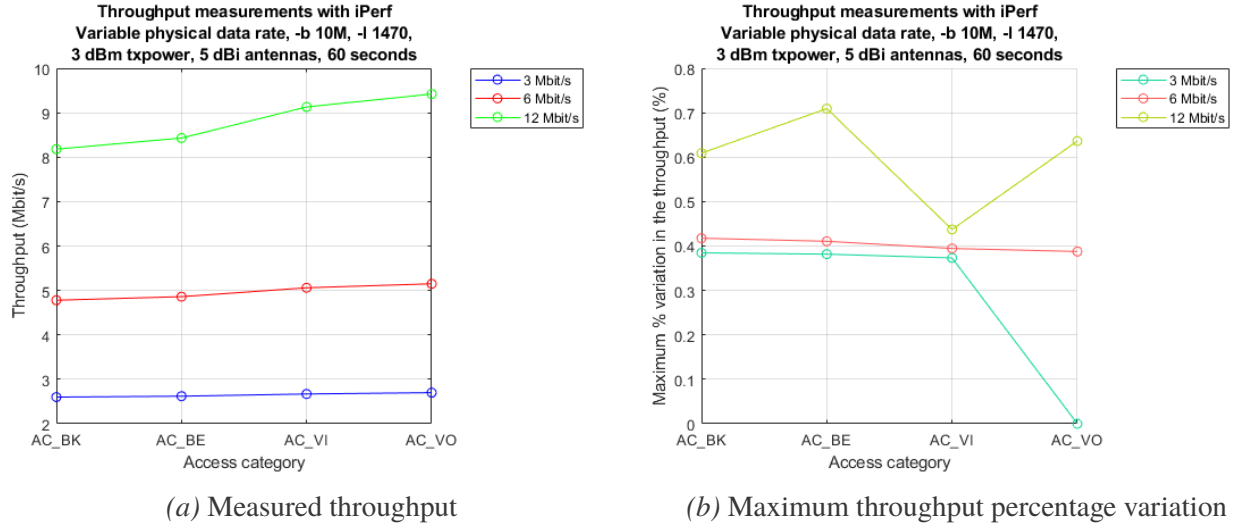 Throughput measurements with iPerf
Variable physical data rate, -b 10M, -l 1470,
3 dBm txpower, 5 dBi antennas, 60 seconds
10
9
8
7
6
5
4
3
2
Throughput (Mbit/s)
AC_BK
AC_BE
AC_VI
AC_VO
Access category
3 Mbit/s
6 Mbit/s
12 Mbit/s
(a) Measured throughput
Throughput measurements with iPerf
Variable physical data rate, -b 10M, -l 1470,
3 dBm txpower, 5 dBi antennas, 60 seconds
0.8
0.7
0.6
0.5
0.4
0.3
0.2
0.1
0
Maximum % variation in the throughput (%)
AC_BK
AC_BE
AC_VI
AC_VO
Access category
3 Mbit/s
6 Mbit/s
12 Mbit/s
(b) Maximum throughput percentage variation